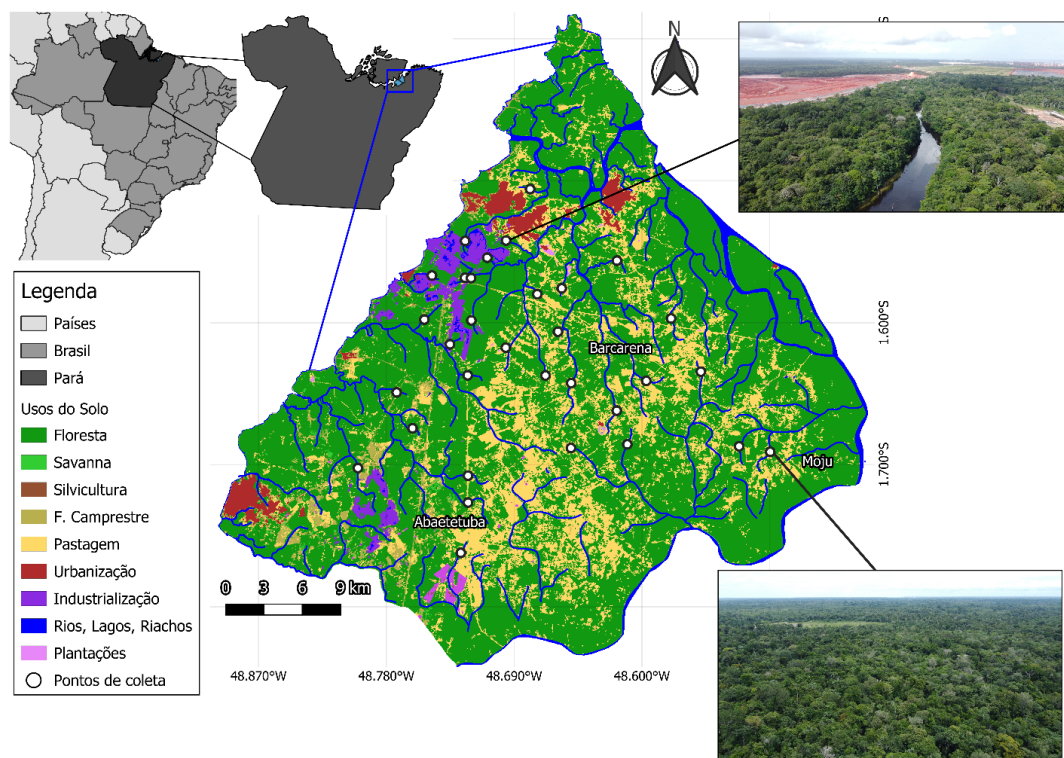 N
Legenda
Países
Brasil
Pará
Usos do Solo
Floresta
Savanna
Silvicultura
F. Camprestre
Pastagem
Urbanização
Industrialização
Rios, Lagos, Riachos
Plantações
Pontos de coleta
Barcarena
Moju
Abaetetuba
0 3 6 9 km
1.600°S
1.700°S
48.870°W 48.780°W 48.690°W 48.600°W